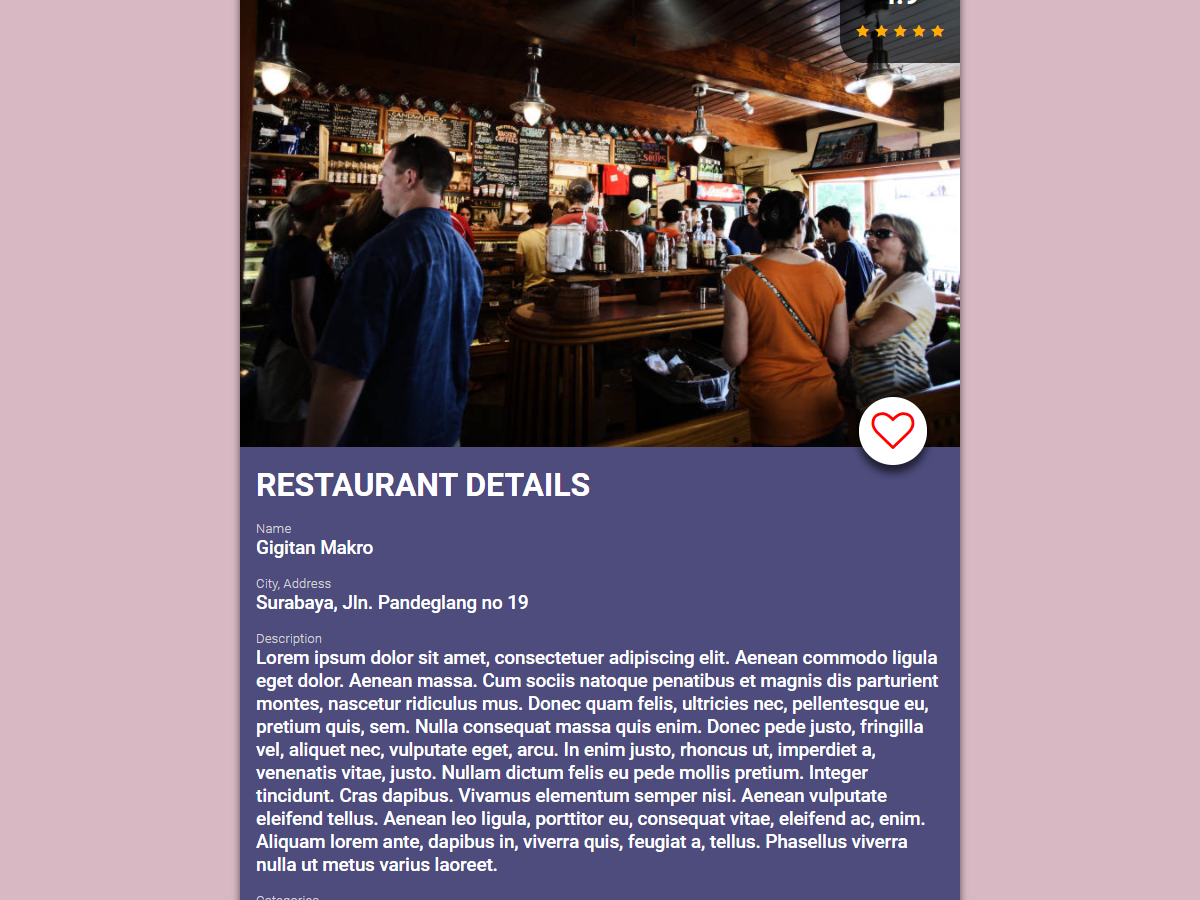 SANDWICHES
SOUPS
Coca-Cola
RESTAURANT DETAILS
Name
Gigitan Makro
City, Address
Surabaya, Jln. Pandeglang no 19
Description
Lorem ipsum dolor sit amet, consectetuer adipiscing elit. Aenean commodo ligula
eget dolor. Aenean massa. Cum sociis natoque penatibus et magnis dis parturient
montes, nascetur ridiculus mus. Donec quam felis, ultricies nec, pellentesque eu,
pretium quis, sem. Nulla consequat massa quis enim. Donec pede justo, fringilla
vel, aliquet nec, vulputate eget, arcu. In enim justo, rhoncus ut, imperdiet a,
venenatis vitae, justo. Nullam dictum felis eu pede mollis pretium. Integer
tincidunt. Cras dapibus. Vivamus elementum semper nisi. Aenean vulputate
eleifend tellus. Aenean leo ligula, porttitor eu, consequat vitae, eleifend ac, enim.
Aliquam lorem ante, dapibus in, viverra quis, feugiat a, tellus. Phasellus viverra
nulla ut metus varius laoreet.
Categories